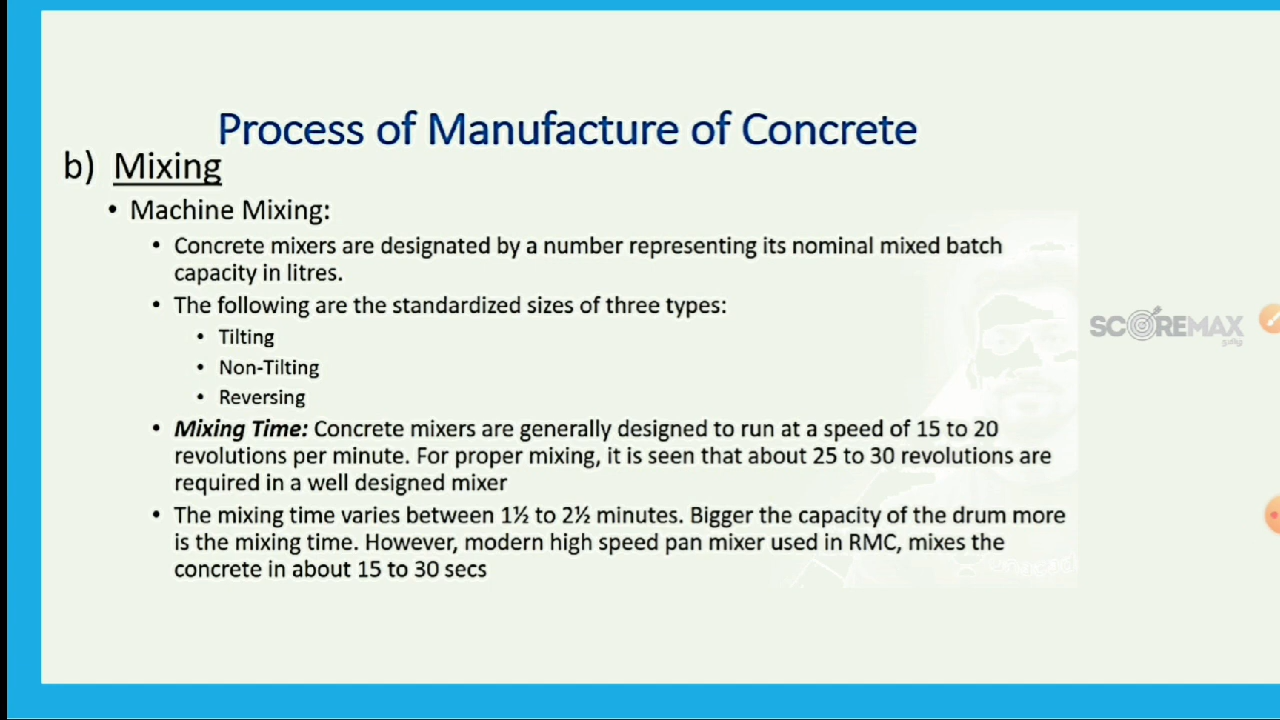 Process of Manufacture of Concrete
b) Mixing
• Machine Mixing:
• Concrete mixers are designated by a number representing its nominal mixed batch
capacity in litres.
• The following are the standardized sizes of three types:
• Tilting
• Non-Tilting
• Reversing
• Mixing Time: Concrete mixers are generally designed to run at a speed of 15 to 20
revolutions per minute. For proper mixing, it is seen that about 25 to 30 revolutions are
required in a well designed mixer
• The mixing time varies between 1½ to 2½ minutes. Bigger the capacity of the drum more
is the mixing time. However, modern high speed pan mixer used in RMC, mixes the
concrete in about 15 to 30 secs
SCOREMAX
தமிழ்